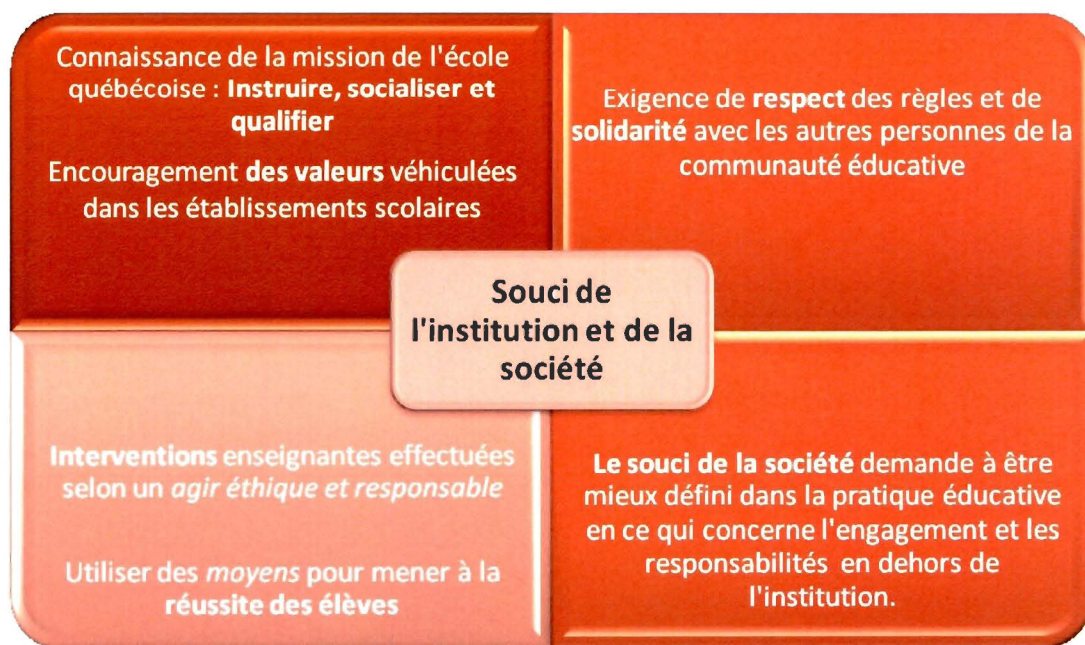 Connaissance de la mission de l'école
québécoise : Instruire, socialiser et
qualifier
Encouragement des valeurs véhiculées
dans les établissements scolaires
Exigence de respect des règles et de
solidarité avec les autres personnes de la
communauté éducative
Souci de
l'institution et de la
société
Interventions enseignantes effectuées
selon un agir éthique et responsable
Utiliser des moyens pour mener à la
réussite des élèves
Le souci de la société demande à être
mieux défini dans la pratique éducative
en ce qui concerne l'engagement et les
responsabilités en dehors de
l'institution.